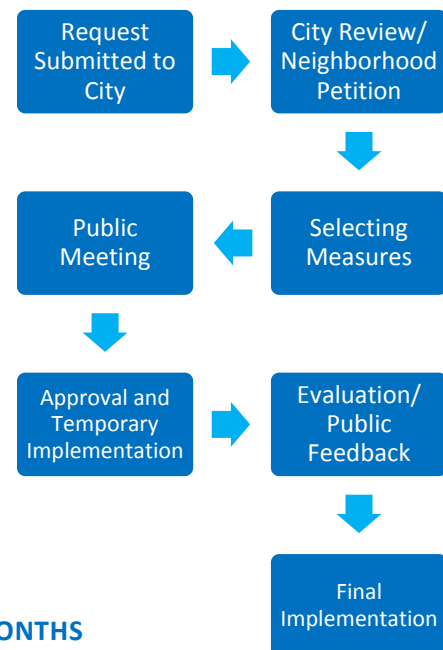 Request
Submitted to
City
City Review/
Neighborhood
Petition
Selecting
Measures
Public
Meeting
Approval and
Temporary
Implementation
Evaluation/
Public
Feedback
Final
Implementation
ONTHS